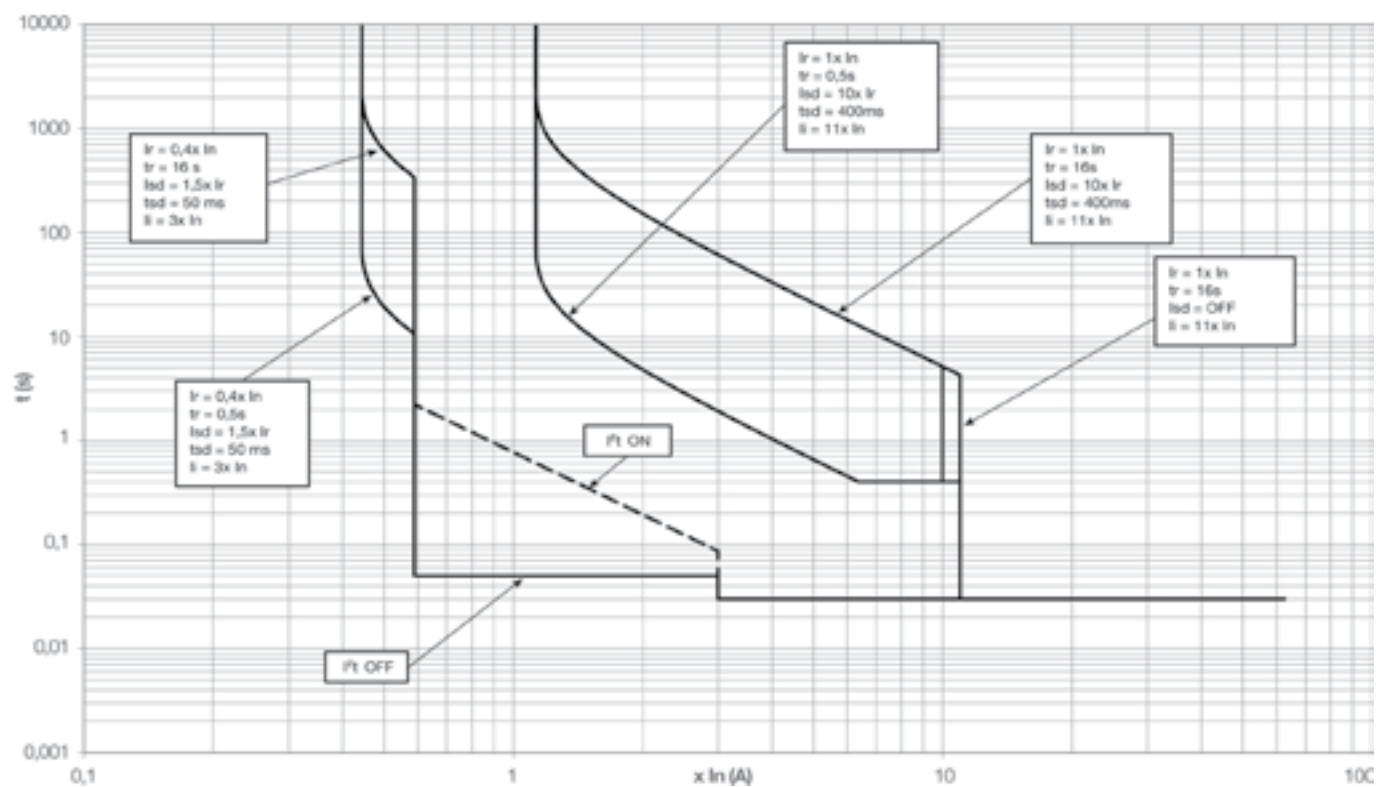 10000
1000
100
10
1
0,1
0,01
0,001
t (s)
0,1
1
10
100
x In (A)
Ir = 0,4x In
tr = 16 s
Isd = 1,5x Ir
tsd = 50 ms
Ii = 3x In
Ir = 0,4x In
tr = 0,5s
Isd = 1,5x Ir
tsd = 50 ms
Ii = 3x In
Ir = 1x In
tr = 0,5s
Isd = 10x Ir
tsd = 400ms
Ii = 11x In
Ir = 1x In
tr = 16s
Isd = 10x Ir
tsd = 400ms
Ii = 11x In
Ir = 1x In
tr = 16s
Isd = OFF
Ii = 11x In
I²t ON
I²t OFF